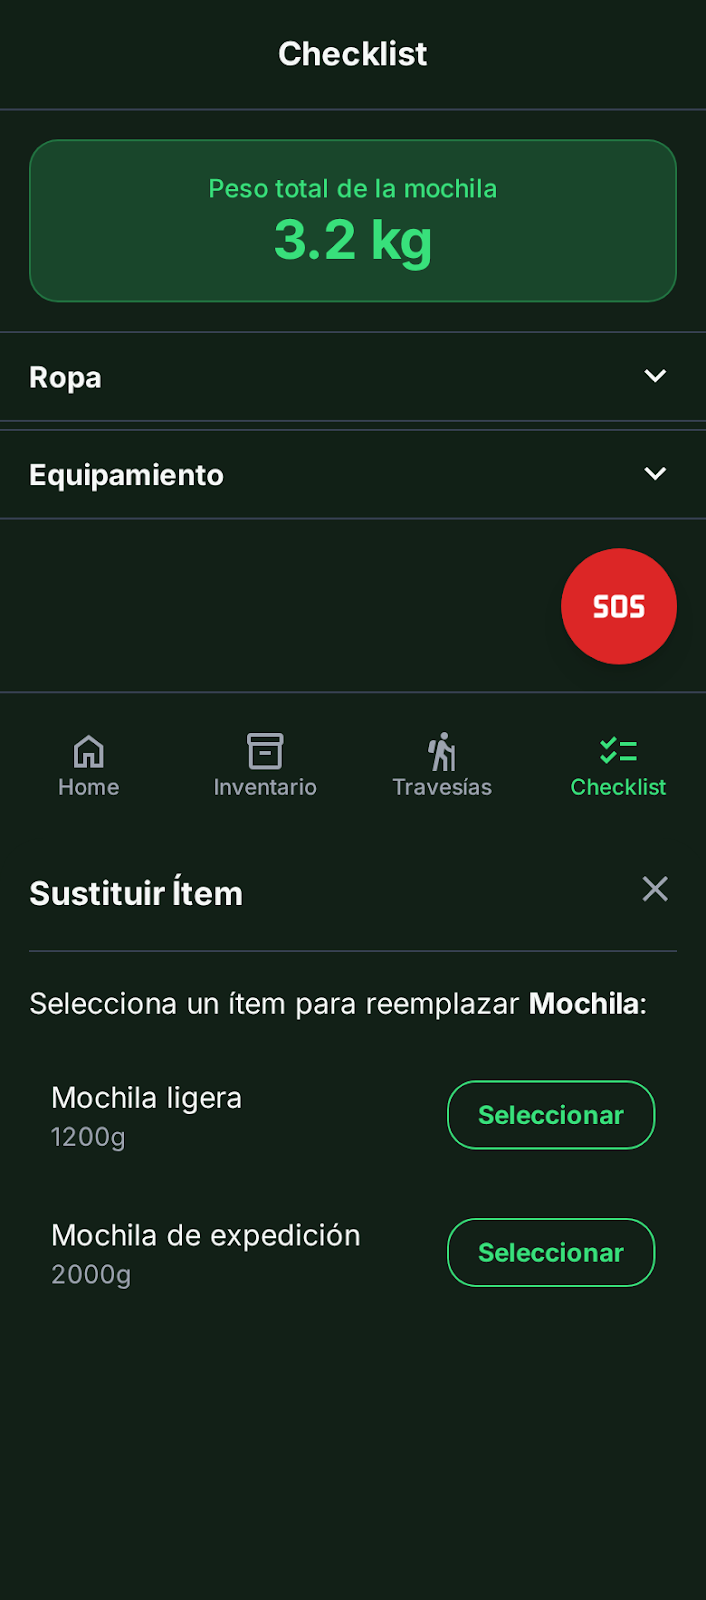 Checklist
Peso total de la mochila
3.2 kg
Ropa
Equipamiento
SOS
Home
Inventario
Travesías
Checklist
Sustituir Ítem
Selecciona un ítem para reemplazar Mochila:
Mochila ligera
1200g
Seleccionar
Mochila de expedición
2000g
Seleccionar